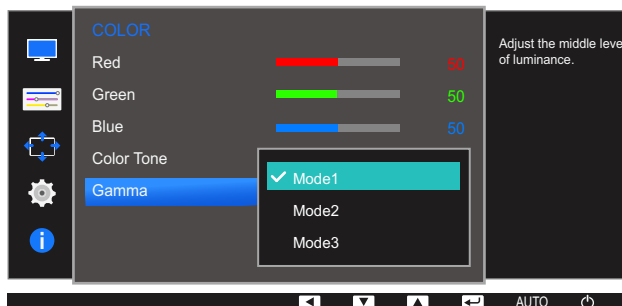 COLOR
Red 50
Green 50
Blue 50
Color Tone
Gamma
Mode1
Mode2
Mode3
Adjust the middle leve
of luminance.
AUTO